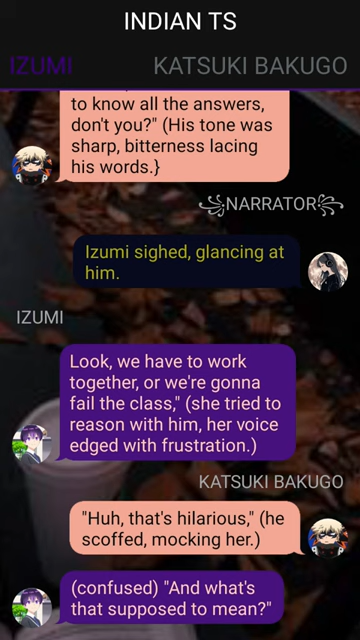 INDIAN TS
IZUMI
KATSUKI BAKUGO
to know all the answers,
don't you?" (His tone was
sharp, bitterness lacing
his words.}
꧁NARRATOR꧂
Izumi sighed, glancing at
him.
IZUMI
Look, we have to work
together, or we're gonna
fail the class," (she tried to
reason with him, her voice
edged with frustration.)
KATSUKI BAKUGO
"Huh, that's hilarious," (he
scoffed, mocking her.)
(confused) "And what's
that supposed to mean?"